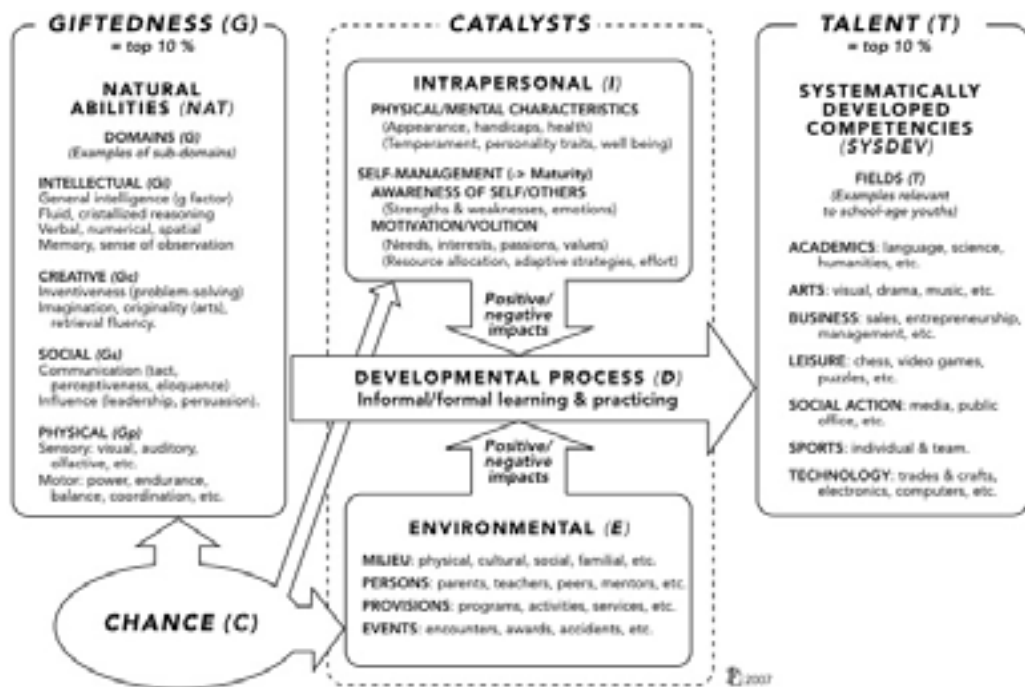 GIFTEDNESS (G)
= top 10 %
NATURAL
ABILITIES (NAT)
DOMAINS (G)
(Examples of sub-domains)
INTELLECTUAL (Gi)
General intelligence (g factor)
Fluid, cristallized reasoning
Verbal, numerical, spatial
Memory, sense of observation
CREATIVE (Gc)
Inventiveness (problem-solving)
Imagination, originality (arts),
retrieval fluency.
SOCIAL (Gs)
Communication (tact,
perceptiveness, eloquence)
Influence (leadership, persuasion).
PHYSICAL (Gp)
Sensory: visual, auditory,
olfactive, etc.
Motor: power, endurance,
balance, coordination, etc.
CHANCE (C)
CATALYSTS
INTRAPERSONAL (I)
PHYSICAL/MENTAL CHARACTERISTICS
(Appearance, handicaps, health)
(Temperament, personality traits, well being)
SELF-MANAGEMENT (-> Maturity)
AWARENESS OF SELF/OTHERS
(Strengths & weaknesses, emotions)
MOTIVATION/VOLITION
(Needs, interests, passions, values)
(Resource allocation, adaptive strategies, effort)
Positive/
negative
impacts
DEVELOPMENTAL PROCESS (D)
Informal/formal learning & practicing
Positive/
negative
impacts
ENVIRONMENTAL (E)
MILIEU: physical, cultural, social, familial, etc.
PERSONS: parents, teachers, peers, mentors, etc.
PROVISIONS: programs, activities, services, etc.
EVENTS: encounters, awards, accidents, etc.
2007
TALENT (T)
= top 10 %
SYSTEMATICALLY
DEVELOPED
COMPETENCIES
(SYSDEV)
FIELDS (T)
(Examples relevant
to school-age youths)
ACADEMICS: language, science,
humanities, etc.
ARTS: visual, drama, music, etc.
BUSINESS: sales, entrepreneurship,
management, etc.
LEISURE: chess, video games,
puzzles, etc.
SOCIAL ACTION: media, public
office, etc.
SPORTS: individual & team.
TECHNOLOGY: trades & crafts,
electronics, computers, etc.